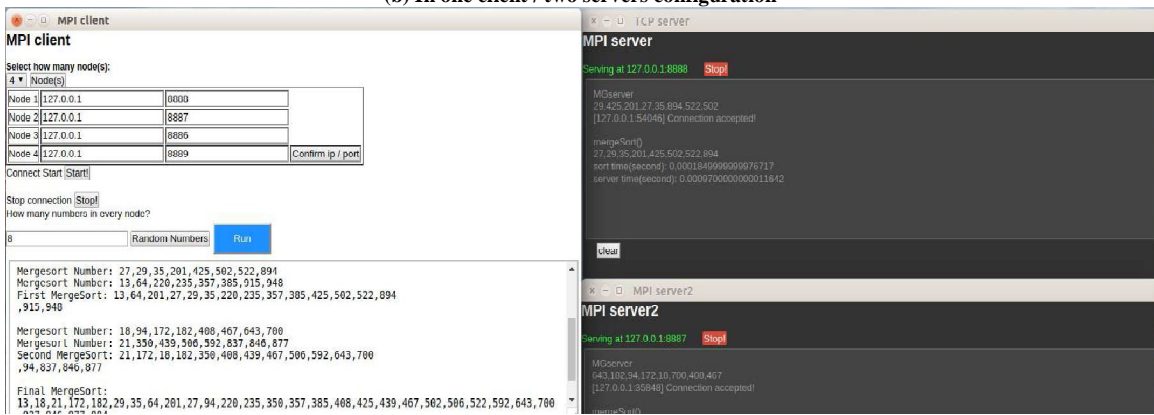 (b) In one client / two servers configuration
MPI client
MPI client
Select how many node(s):
4 Node(s)
Node 1 127.0.0.1 8888
Node 2 127.0.0.1 8887
Node 3 127.0.0.1 8886
Node 4 127.0.0.1 8889 Confirm ip / port
Connect Start Start!
Stop connection Stop!
How many numbers in every node?
8 Random Numbers Run
Mergesort Number: 27,29,35,201,425,502,522,894
Mergesort Number: 13,64,220,235,357,385,915,948
First MergeSort: 13,64,201,27,29,35,220,235,357,385,425,502,522,894
,915,948
Mergesort Number: 18,94,172,182,408,467,643,700
Mergesort Number: 21,350,439,506,592,837,846,877
Second MergeSort: 21,172,18,182,350,408,439,467,506,592,643,700
,94,837,846,877
Final MergeSort:
13,18,21,172,182,29,35,64,201,27,94,220,235,350,357,385,408,425,439,467,502,506,522,592,643,700
TCP server
MPI server
Serving at 127.0.0.1:8888 Stop!
MGserver
29,425,201,27,35,894,522,502
[127.0.0.1:54046] Connection accepted!
mergeSort()
27,29,35,201,425,502,522,894
sort time(second): 0.0001849999999976717
server time(second): 0.0009700000000011642
clear
MPI server2
MPI server2
Serving at 127.0.0.1:8887 Stop!
MGserver
643,182,94,172,18,700,408,467
[127.0.0.1:35848] Connection accepted!
mergeSort()